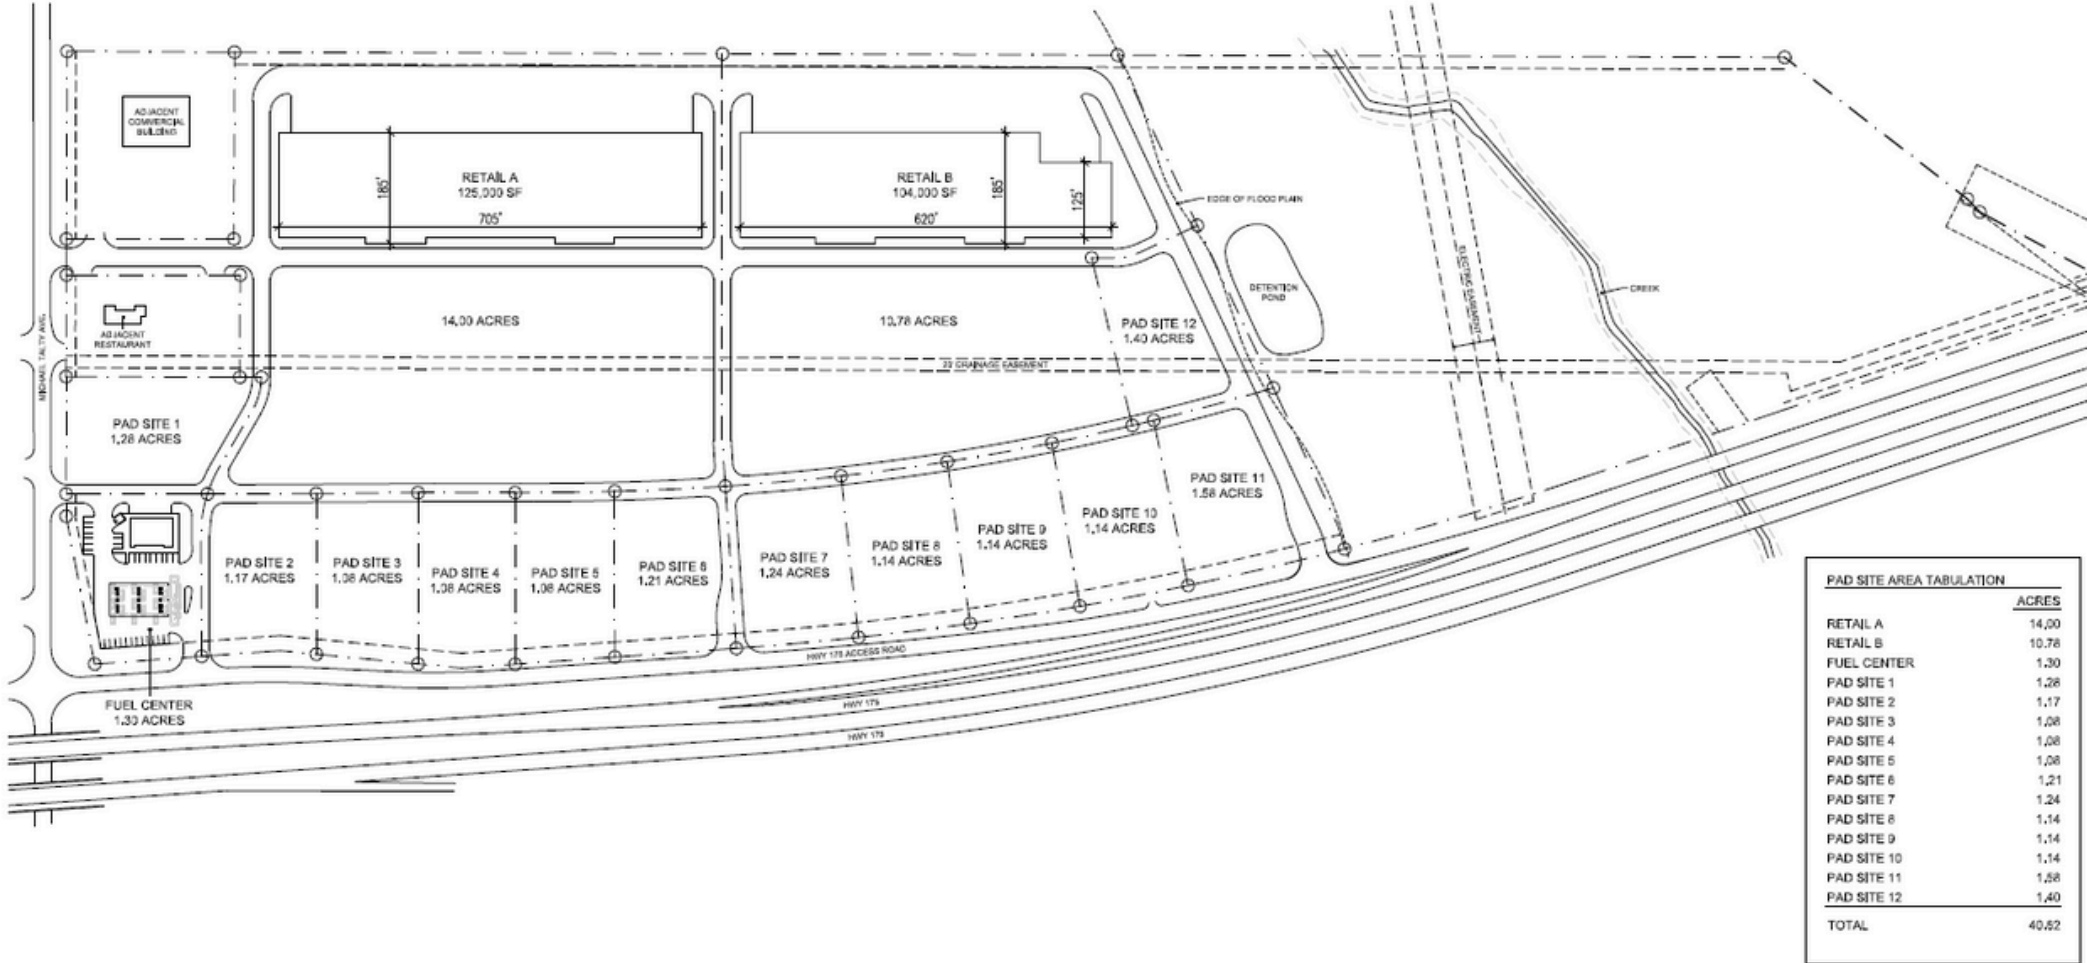 ADJACENT
COMMERCIAL
BUILDING
RETAIL A
125,000 SF
185'
705'
RETAIL B
104,000 SF
185'
125'
620'
EDGE OF FLOOD PLAIN
DETENTION
POND
ELECTRIC EASEMENT
CREEK
MICHAEL TALTY AVE.
ADJACENT
RESTAURANT
14.00 ACRES
10.78 ACRES
PAD SITE 12
1.40 ACRES
20' DRAINAGE EASEMENT
PAD SITE 1
1.28 ACRES
PAD SITE 2
1.17 ACRES
PAD SITE 3
1.08 ACRES
PAD SITE 4
1.08 ACRES
PAD SITE 5
1.08 ACRES
PAD SITE 6
1.21 ACRES
PAD SITE 7
1.24 ACRES
PAD SITE 8
1.14 ACRES
PAD SITE 9
1.14 ACRES
PAD SITE 10
1.14 ACRES
PAD SITE 11
1.58 ACRES
FUEL CENTER
1.30 ACRES
HWY 175 ACCESS ROAD
HWY 175
HWY 175
PAD SITE AREA TABULATION
ACRES
RETAIL A 14.00
RETAIL B 10.78
FUEL CENTER 1.30
PAD SITE 1 1.28
PAD SITE 2 1.17
PAD SITE 3 1.08
PAD SITE 4 1.08
PAD SITE 5 1.08
PAD SITE 6 1.21
PAD SITE 7 1.24
PAD SITE 8 1.14
PAD SITE 9 1.14
PAD SITE 10 1.14
PAD SITE 11 1.58
PAD SITE 12 1.40
TOTAL 40.62